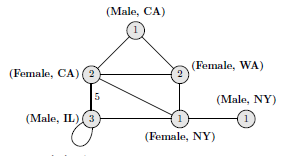 (Male, CA)
1
(Female, CA) 2 2 (Female, WA)
5
(Male, NY)
(Male, IL) 3 1 1
(Female, NY)